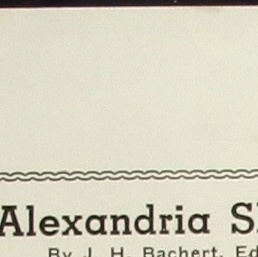 Alexandria S
By J. H. Bachert, Ed